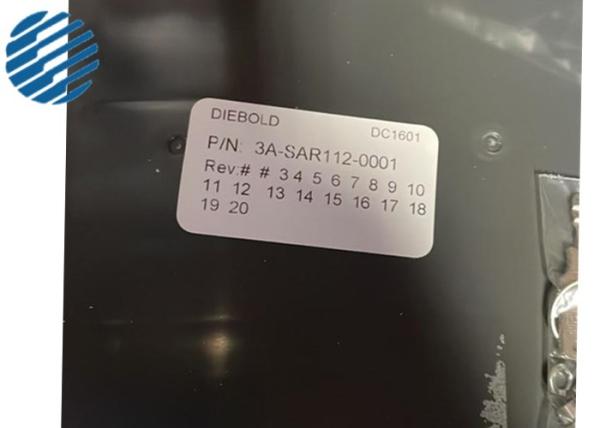 DIEBOLD DC1601
P/N: 3A-SAR112-0001
Rev:# # 3 4 5 6 7 8 9 10
11 12 13 14 15 16 17 18
19 20